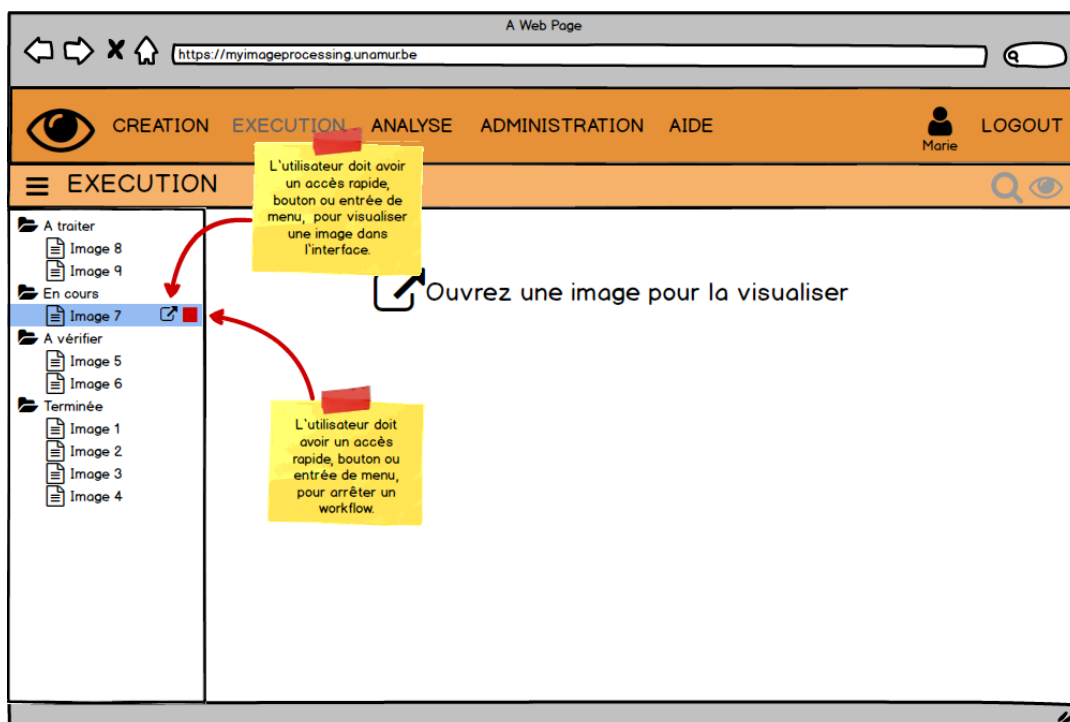 A Web Page
https://myimageprocessing.unamur.be
CREATION EXECUTION ANALYSE ADMINISTRATION AIDE
Marie
LOGOUT
EXECUTION
L'utilisateur doit avoir
un accès rapide,
bouton ou entrée de
menu, pour visualiser
une image dans
l'interface.
A traiter
Image 8
Image 9
En cours
Image 7
A vérifier
Image 5
Image 6
Terminée
Image 1
Image 2
Image 3
Image 4
Ouvrez une image pour la visualiser
L'utilisateur doit
avoir un accès
rapide, bouton ou
entrée de menu,
pour arrêter un
workflow.